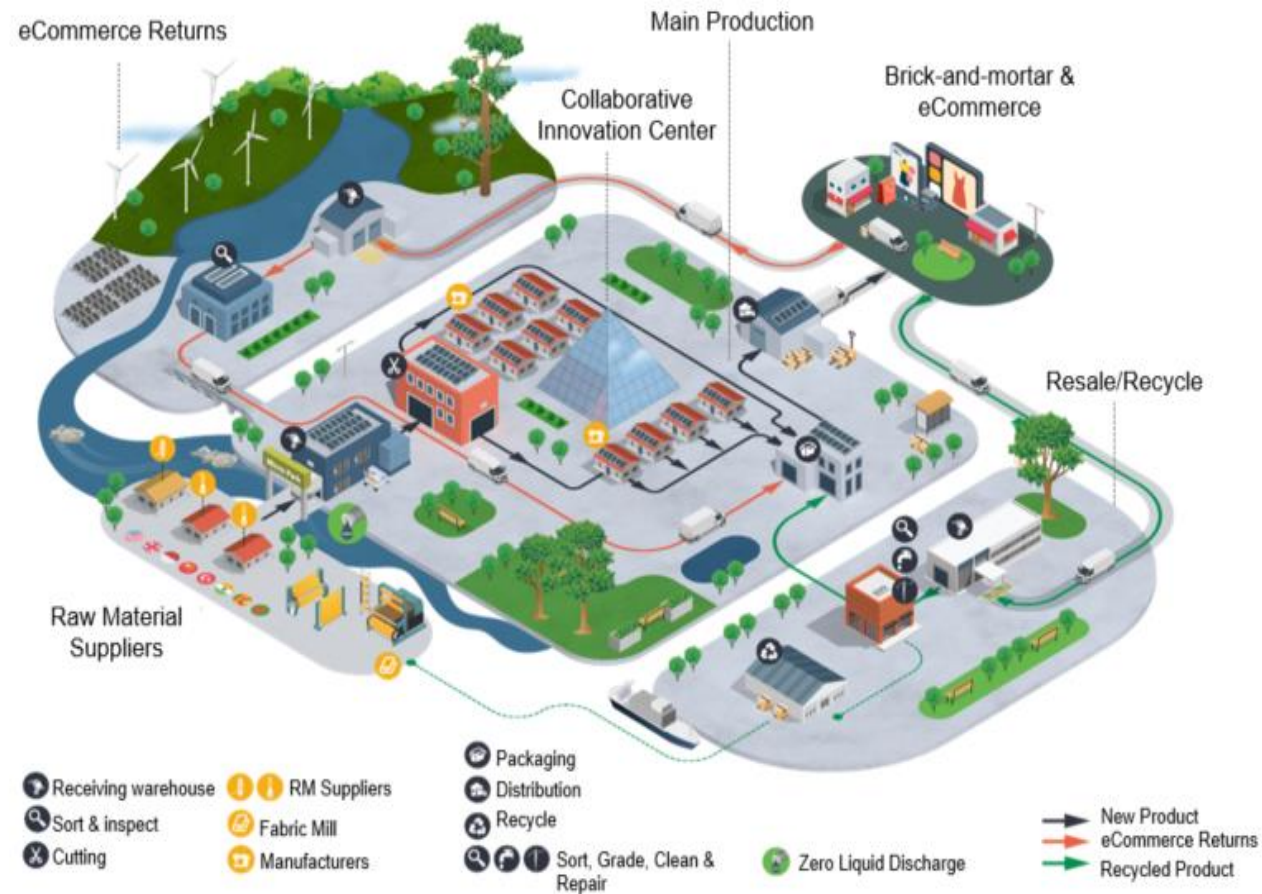 eCommerce Returns
Main Production
Collaborative
Innovation Center
Brick-and-mortar &
eCommerce
Resale/Recycle
Raw Material
Suppliers
Receiving warehouse
Sort & inspect
Cutting
RM Suppliers
Fabric Mill
Manufacturers
Packaging
Distribution
Recycle
Sort, Grade, Clean &
Repair
Zero Liquid Discharge
New Product
eCommerce Returns
Recycled Product